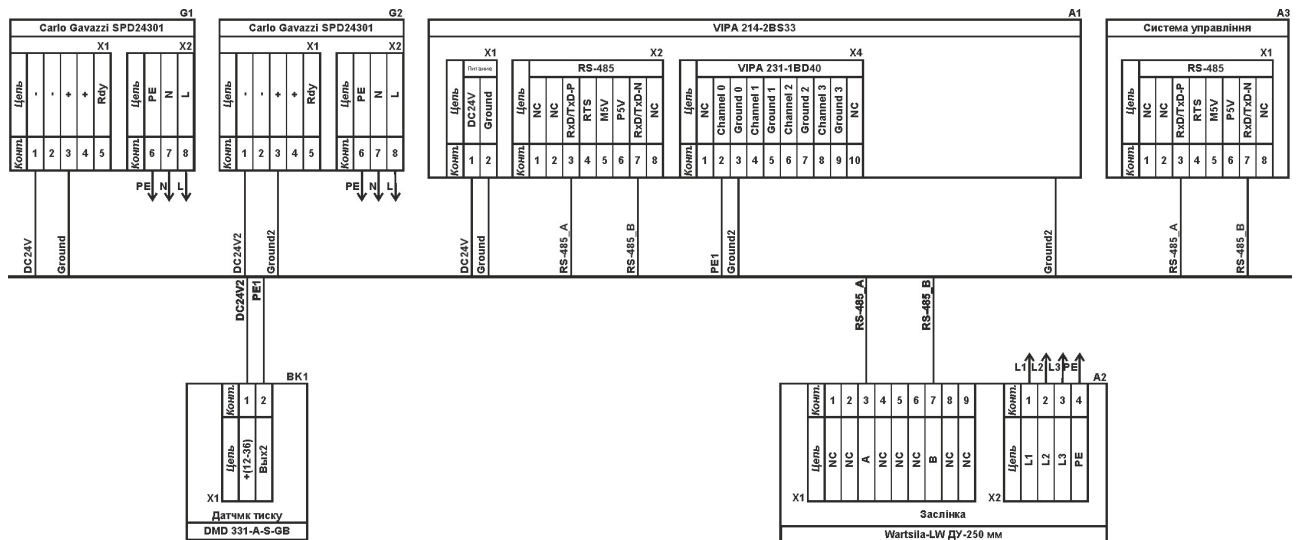 G1
Carlo Gavazzi SPD24301
X1
X2
Цепь
-
-
+
+
Rdy
Цепь
PE
N
L
Конт.
1
2
3
4
5
Конт.
6
7
8
PE
N
L
DC24V
Ground
G2
Carlo Gavazzi SPD24301
X1
X2
Цепь
-
-
+
+
Rdy
Цепь
PE
N
L
Конт.
1
2
3
4
5
Конт.
6
7
8
PE
N
L
DC24V2
Ground2
A1
VIPA 214-2BS33
X1
Питание
Цепь
DC24V
Ground
Конт.
1
2
DC24V
Ground
X2
RS-485
Цепь
NC
NC
RxD/TxD-P
RTS
M5V
P5V
RxD/TxD-N
NC
Конт.
1
2
3
4
5
6
7
8
RS-485_A
RS-485_B
X4
VIPA 231-1BD40
Цепь
NC
Channel 0
Ground 0
Channel 1
Ground 1
Channel 2
Ground 2
Channel 3
Ground 3
NC
Конт.
1
2
3
4
5
6
7
8
9
10
PE1
Ground2
Ground2
A3
Система управління
X1
RS-485
Цепь
NC
NC
RxD/TxD-P
RTS
M5V
P5V
RxD/TxD-N
NC
Конт.
1
2
3
4
5
6
7
8
RS-485_A
RS-485_B
DC24V2
PE1
BK1
Конт.
1
2
Цепь
+(12-36)
Вых2
X1
Датчмк тиску
DMD 331-A-S-GB
RS-485_A
RS-485_B
L1
L2
L3
PE
A2
Конт.
1
2
3
4
5
6
7
8
9
Цепь
NC
NC
A
NC
NC
NC
B
NC
NC
X1
Конт.
1
2
3
4
Цепь
L1
L2
L3
PE
X2
Заслінка
Wartsila-LW ДУ-250 мм